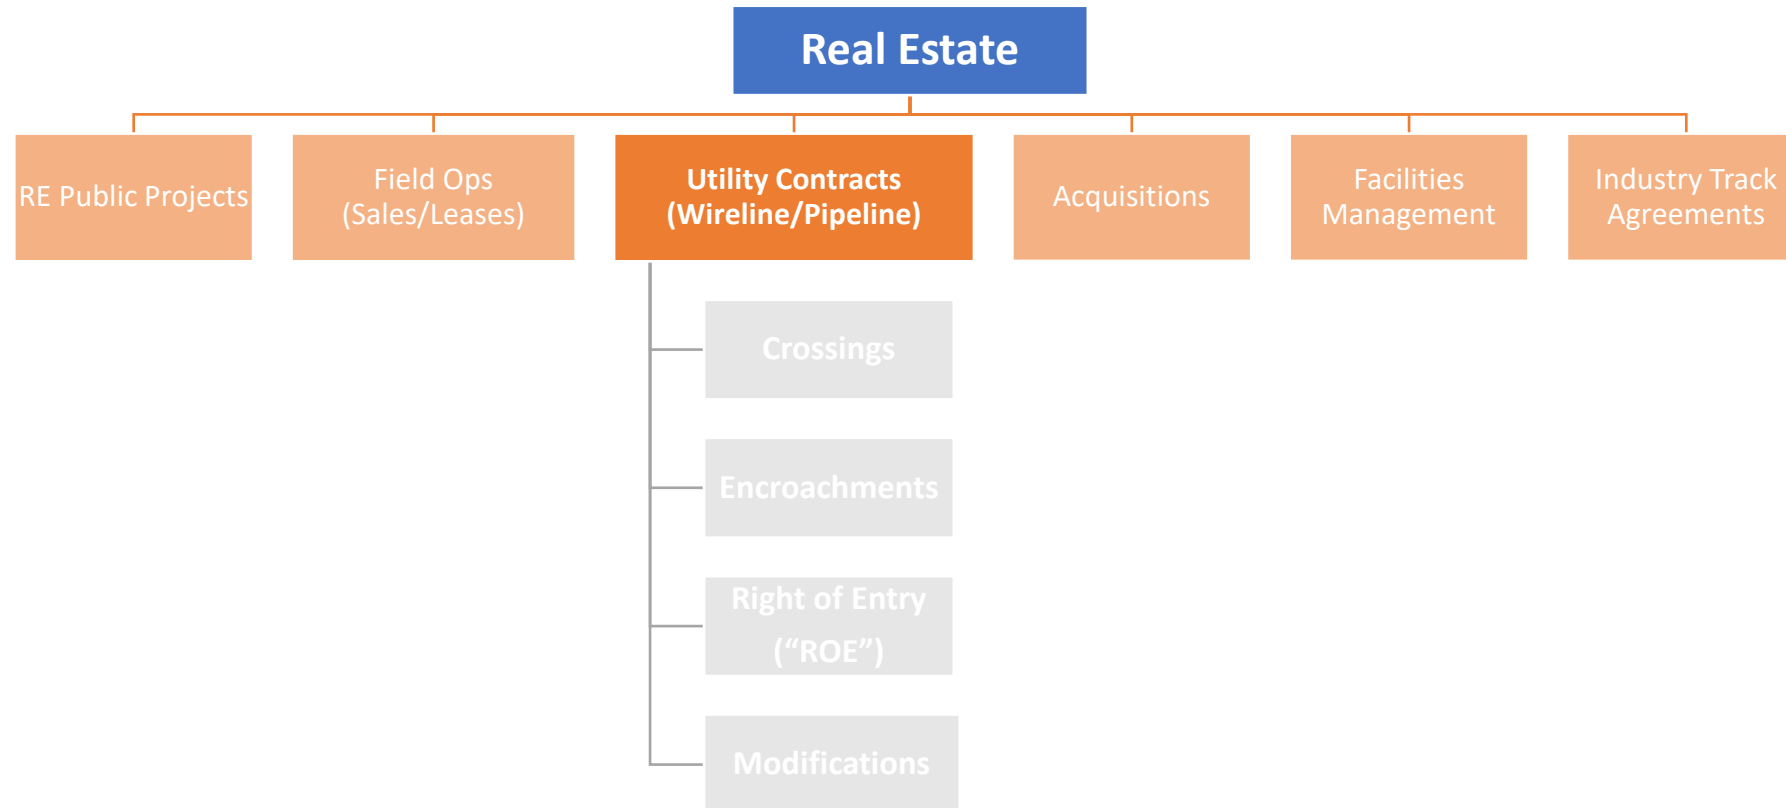 Real Estate
RE Public Projects
Field Ops
(Sales/Leases)
Utility Contracts
(Wireline/Pipeline)
Acquisitions
Facilities
Management
Industry Track
Agreements
Crossings
Encroachments
Right of Entry
(“ROE”)
Modifications